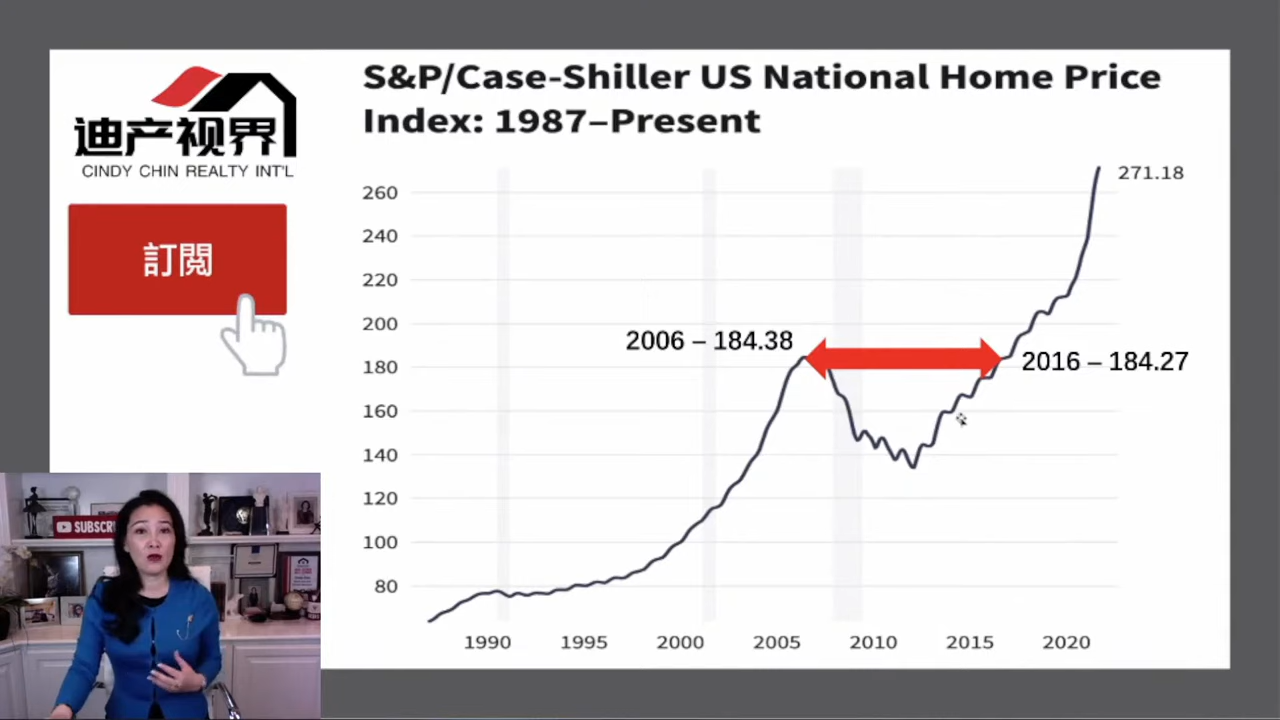 迪产视界
CINDY CHIN REALTY INT'L
訂閲
S&P/Case-Shiller US National Home Price
Index: 1987–Present
271.18
260
240
220
200
180
160
140
120
100
80
2006 – 184.38
2016 – 184.27
1990
1995
2000
2005
2010
2015
2020
SUBSCRI